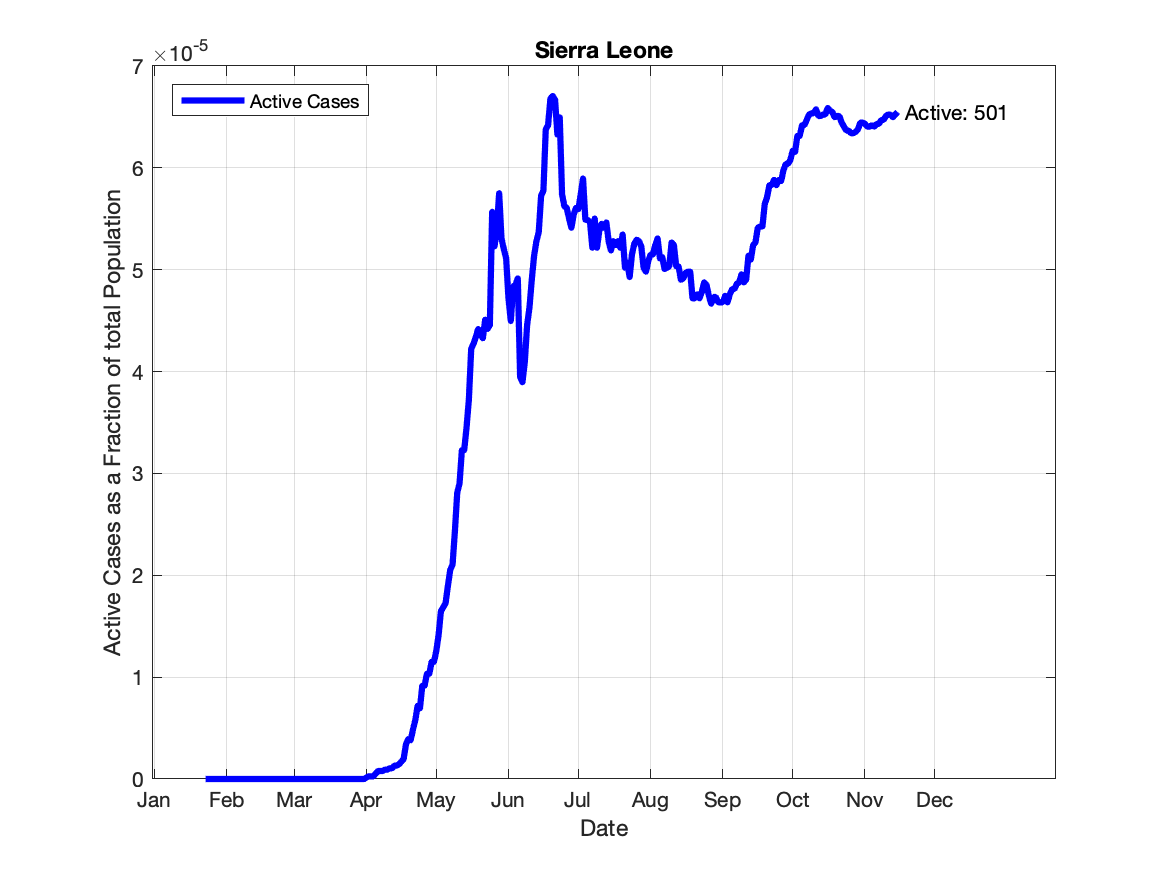 Sierra Leone
×10^-5
Active Cases
Active: 501
7
6
5
4
3
2
1
0
Active Cases as a Fraction of total Population
Jan Feb Mar Apr May Jun Jul Aug Sep Oct Nov Dec
Date